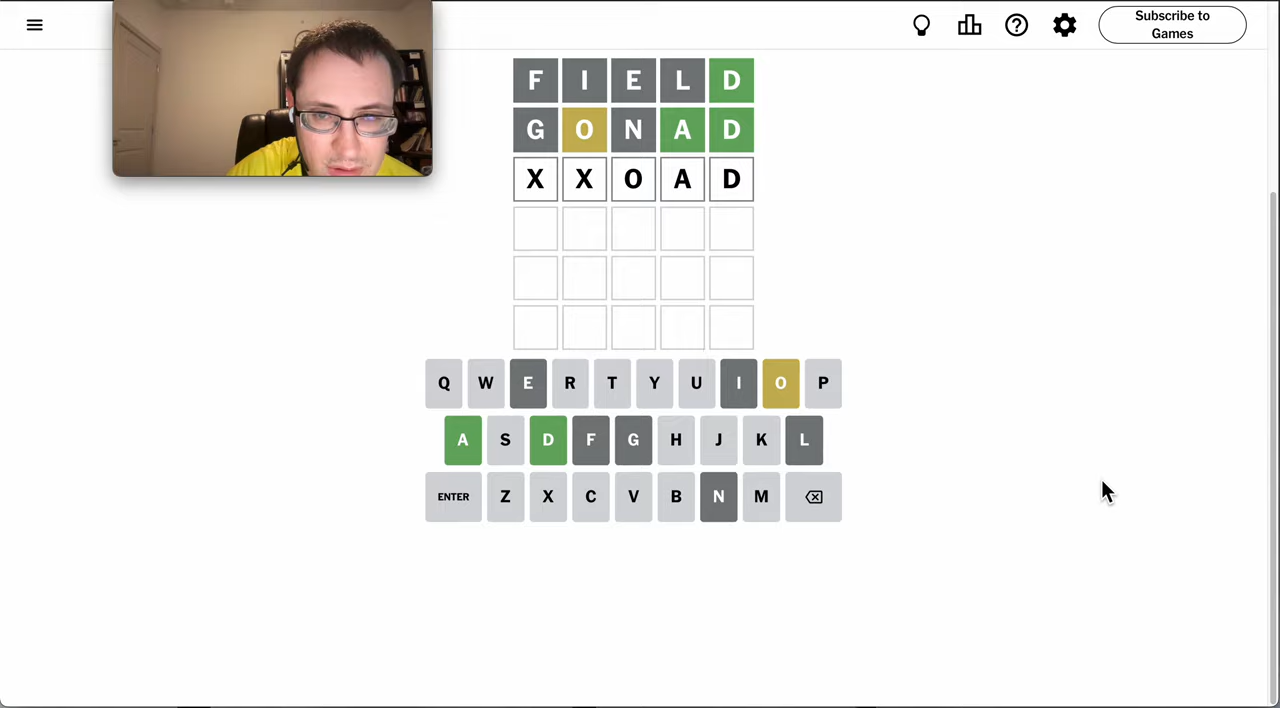 Subscribe to
Games
F I E L D
G O N A D
X X O A D
Q W E R T Y U I O P
A S D F G H J K L
ENTER Z X C V B N M